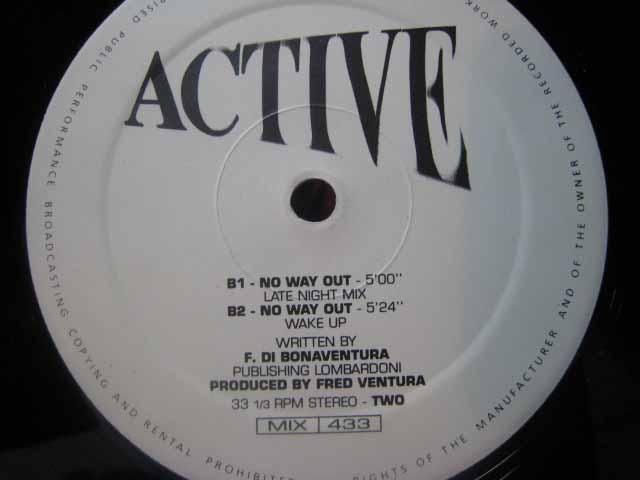 ACTIVE
B1 - NO WAY OUT - 5'00"
LATE NIGHT MIX
B2 - NO WAY OUT - 5'24"
WAKE UP
WRITTEN BY
F. DI BONAVENTURA
PUBLISHING LOMBARDONI
PRODUCED BY FRED VENTURA
33 1/3 RPM STEREO - TWO
MIX 433
RIGHTS OF THE MANUFACTURER AND OF THE OWNER OF THE RECORDED WORK
PUBLIC PERFORMANCE BROADCASTING COPYING AND RENTAL